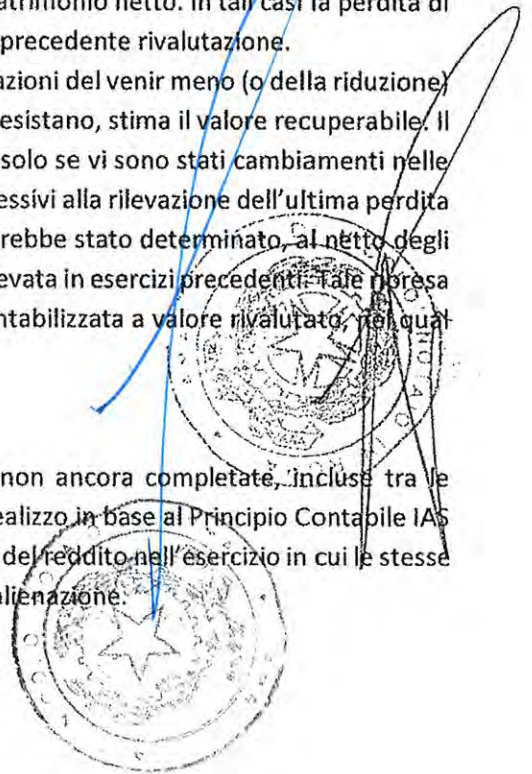 atrimonio netto. In tali casi la perdita di
precedente rivalutazione.
azioni del venir meno (o della riduzione)
esistano, stima il valore recuperabile. Il
solo se vi sono stati cambiamenti nelle
essivi alla rilevazione dell'ultima perdita
rebbe stato determinato, al netto degli
evata in esercizi precedenti. Tale ripresa
ntabilizzata a valore rivalutato, nel qual
non ancora completate, incluse tra le
ealizzo in base al Principio Contabile IAS
del reddito nell'esercizio in cui le stesse
alienazione.
NOTAIO